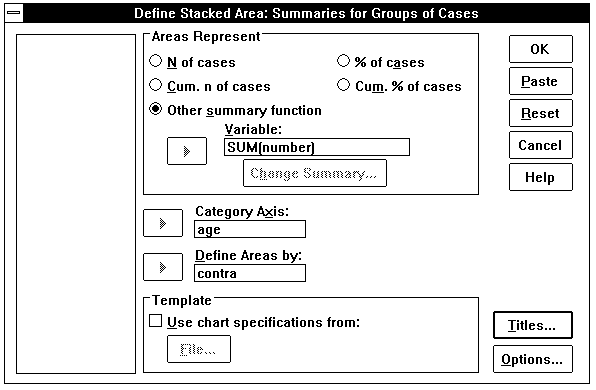 Define Stacked Area: Summaries for Groups of Cases
Areas Represent
N of cases
% of cases
Cum. n of cases
Cum. % of cases
Other summary function
Variable:
SUM(number)
Change Summary...
Category Axis:
age
Define Areas by:
contra
Template
Use chart specifications from:
File...
OK
Paste
Reset
Cancel
Help
Titles...
Options...